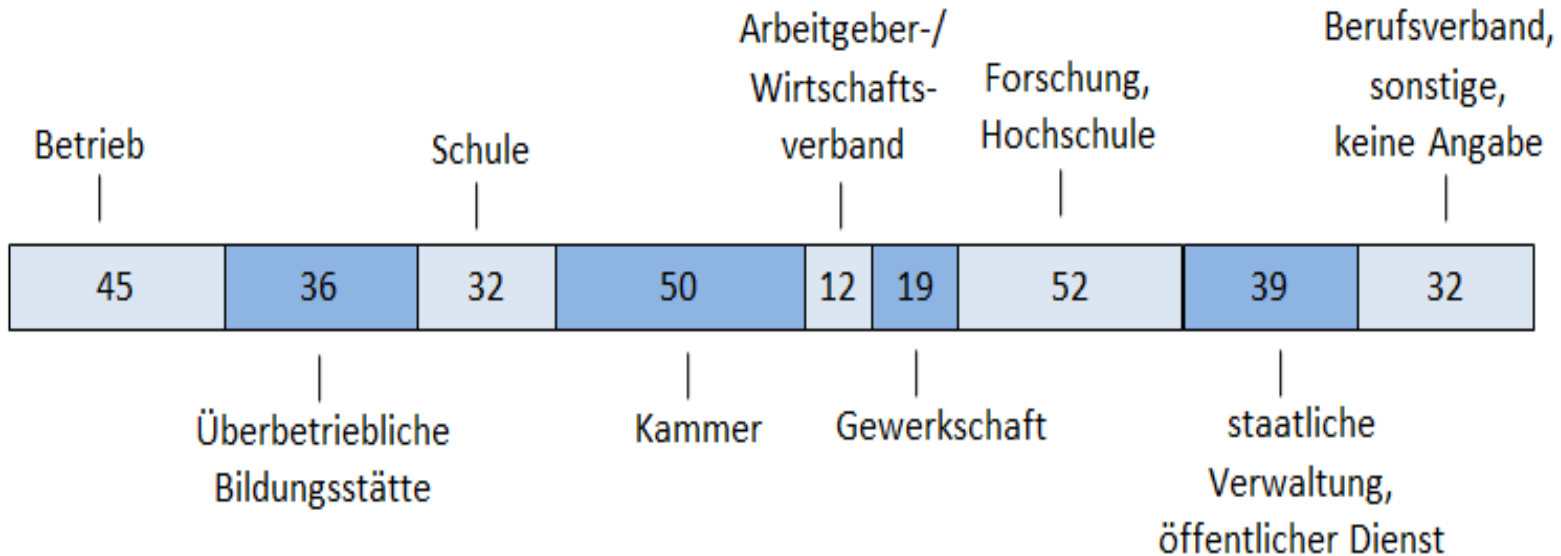 Betrieb
Schule
Arbeitgeber-/
Wirtschafts-
verband
Forschung,
Hochschule
Berufsverband,
sonstige,
keine Angabe
45 36 32 50 12 19 52 39 32
Überbetriebliche
Bildungsstätte
Kammer
Gewerkschaft
staatliche
Verwaltung,
öffentlicher Dienst